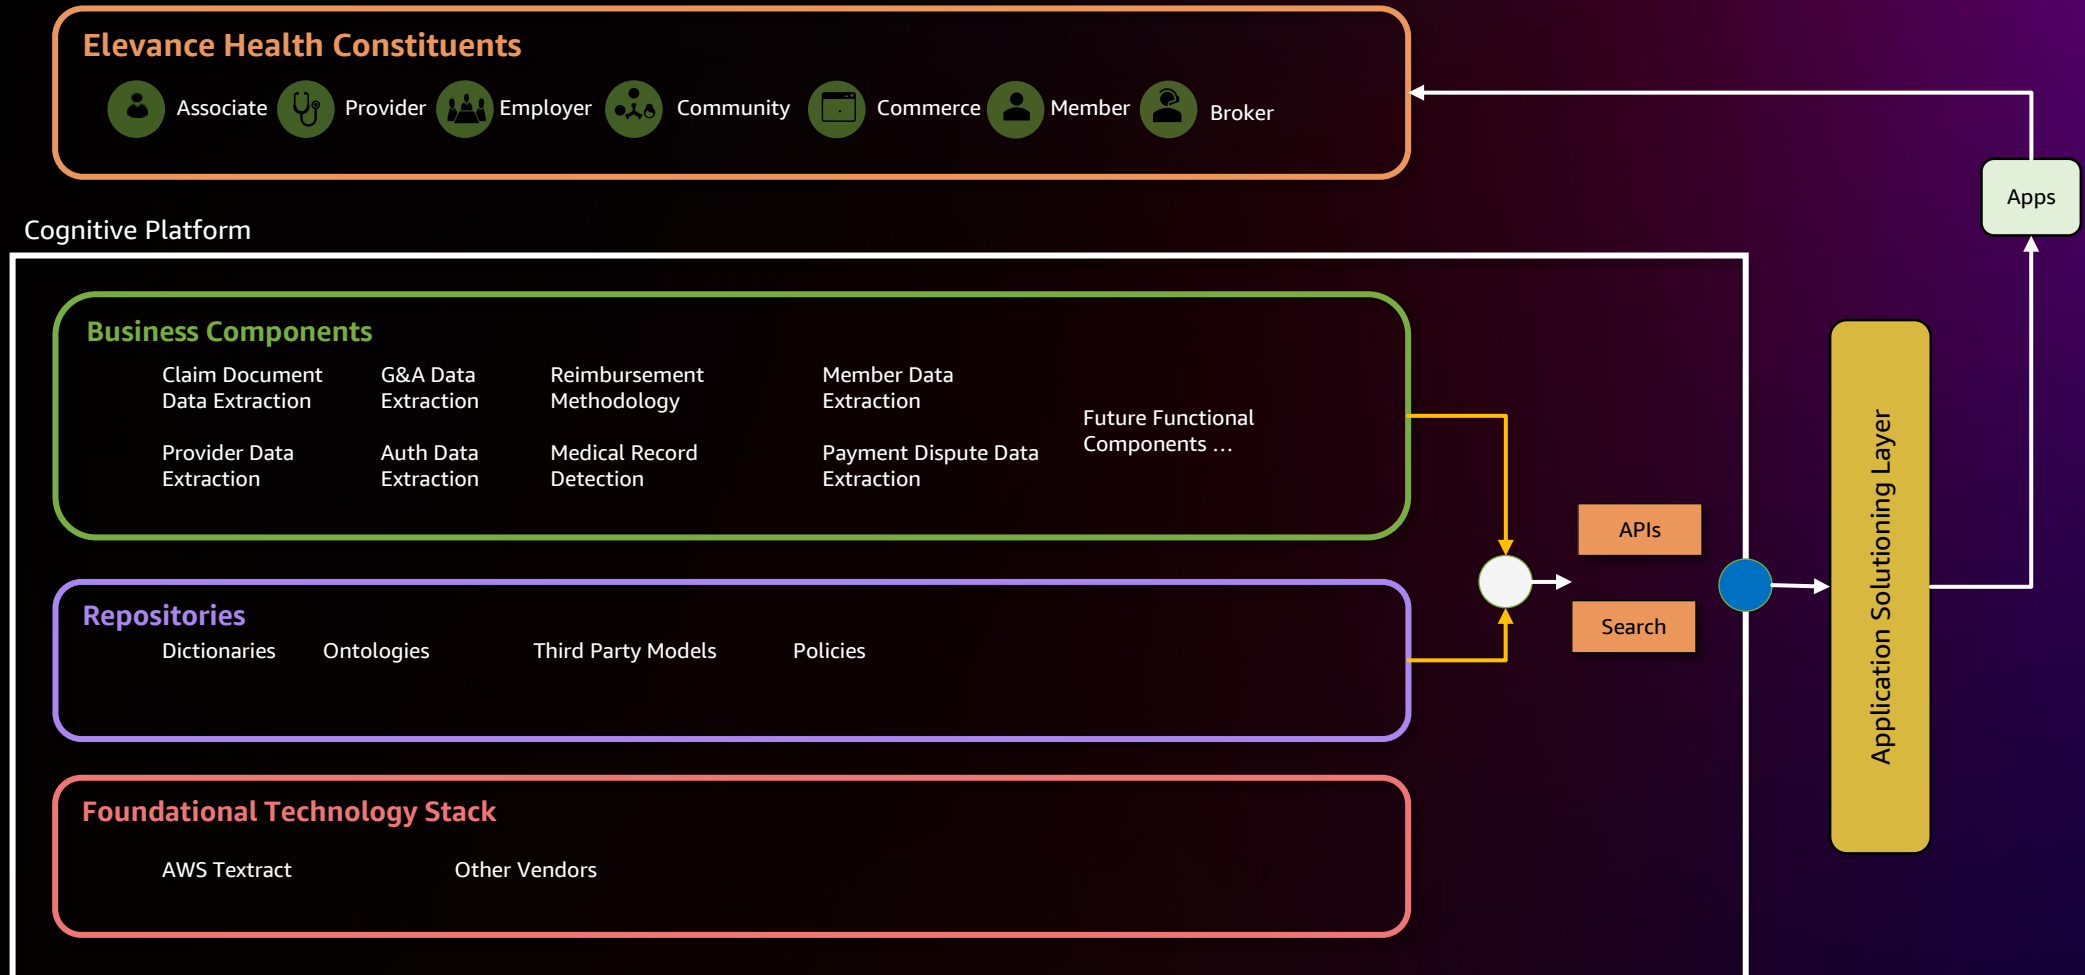 Elevance Health Constituents
Associate
Provider
Employer
Community
Commerce
Member
Broker
Apps
Cognitive Platform
Business Components
Claim Document
Data Extraction
G&A Data
Extraction
Reimbursement
Methodology
Member Data
Extraction
Provider Data
Extraction
Auth Data
Extraction
Medical Record
Detection
Payment Dispute Data
Extraction
Future Functional
Components ...
APIs
Search
Application Solutioning Layer
Repositories
Dictionaries
Ontologies
Third Party Models
Policies
Foundational Technology Stack
AWS Textract
Other Vendors